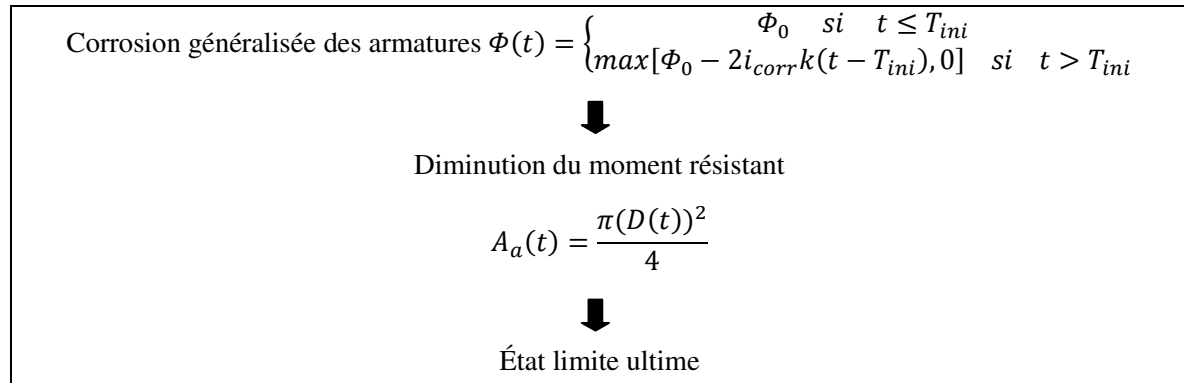 Corrosion généralisée des armatures Φ(t) = { Φ₀ si t ≤ T_ini
max[Φ₀ − 2i_corr k(t − T_ini), 0] si t > T_ini
Diminution du moment résistant
A_a(t) = π(D(t))² / 4
État limite ultime